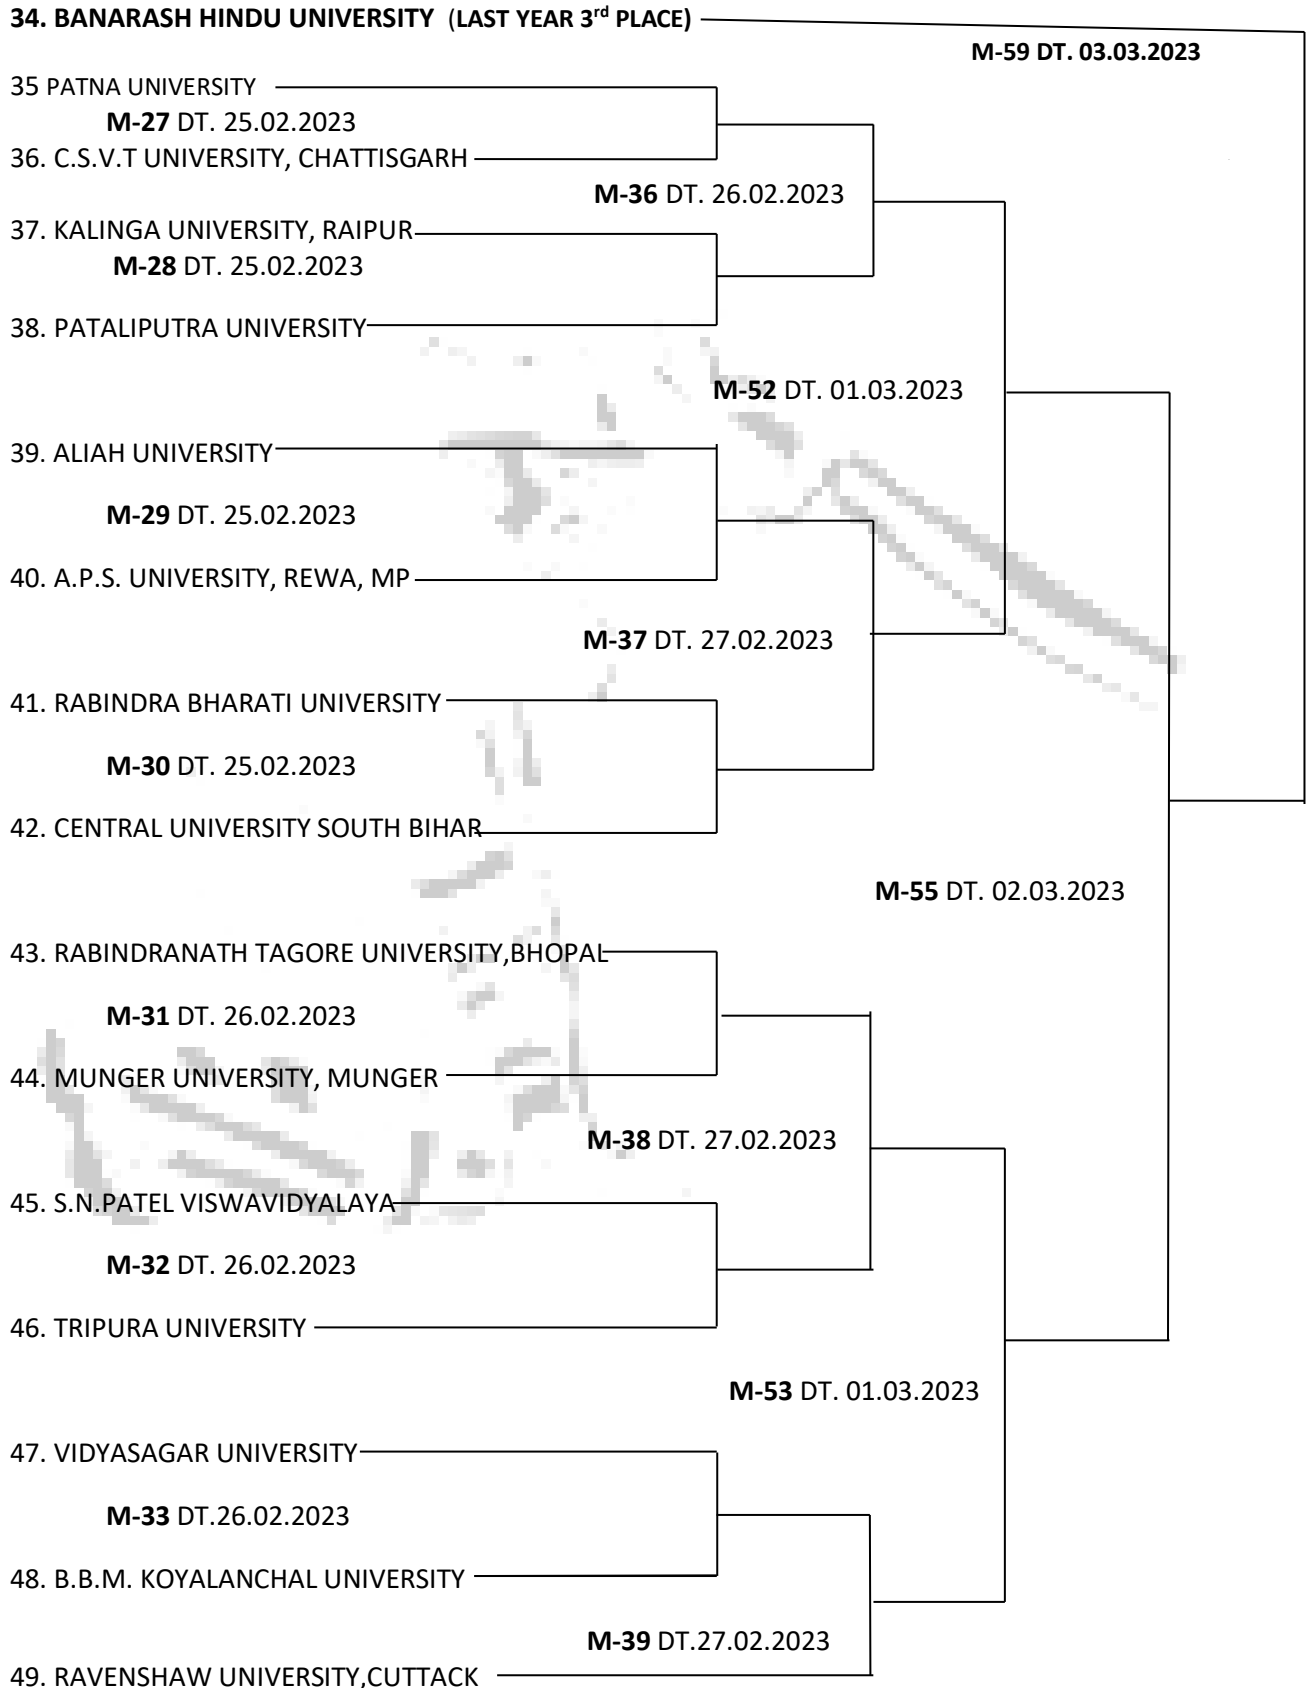 34. BANARASH HINDU UNIVERSITY (LAST YEAR 3rd PLACE)
M-59 DT. 03.03.2023
35 PATNA UNIVERSITY
M-27 DT. 25.02.2023
36. C.S.V.T UNIVERSITY, CHATTISGARH
M-36 DT. 26.02.2023
37. KALINGA UNIVERSITY, RAIPUR
M-28 DT. 25.02.2023
38. PATALIPUTRA UNIVERSITY
M-52 DT. 01.03.2023
39. ALIAH UNIVERSITY
M-29 DT. 25.02.2023
40. A.P.S. UNIVERSITY, REWA, MP
M-37 DT. 27.02.2023
41. RABINDRA BHARATI UNIVERSITY
M-30 DT. 25.02.2023
42. CENTRAL UNIVERSITY SOUTH BIHAR
M-55 DT. 02.03.2023
43. RABINDRANATH TAGORE UNIVERSITY,BHOPAL
M-31 DT. 26.02.2023
44. MUNGER UNIVERSITY, MUNGER
M-38 DT. 27.02.2023
45. S.N.PATEL VISWAVIDYALAYA
M-32 DT. 26.02.2023
46. TRIPURA UNIVERSITY
M-53 DT. 01.03.2023
47. VIDYASAGAR UNIVERSITY
M-33 DT.26.02.2023
48. B.B.M. KOYALANCHAL UNIVERSITY
M-39 DT.27.02.2023
49. RAVENSHAW UNIVERSITY,CUTTACK